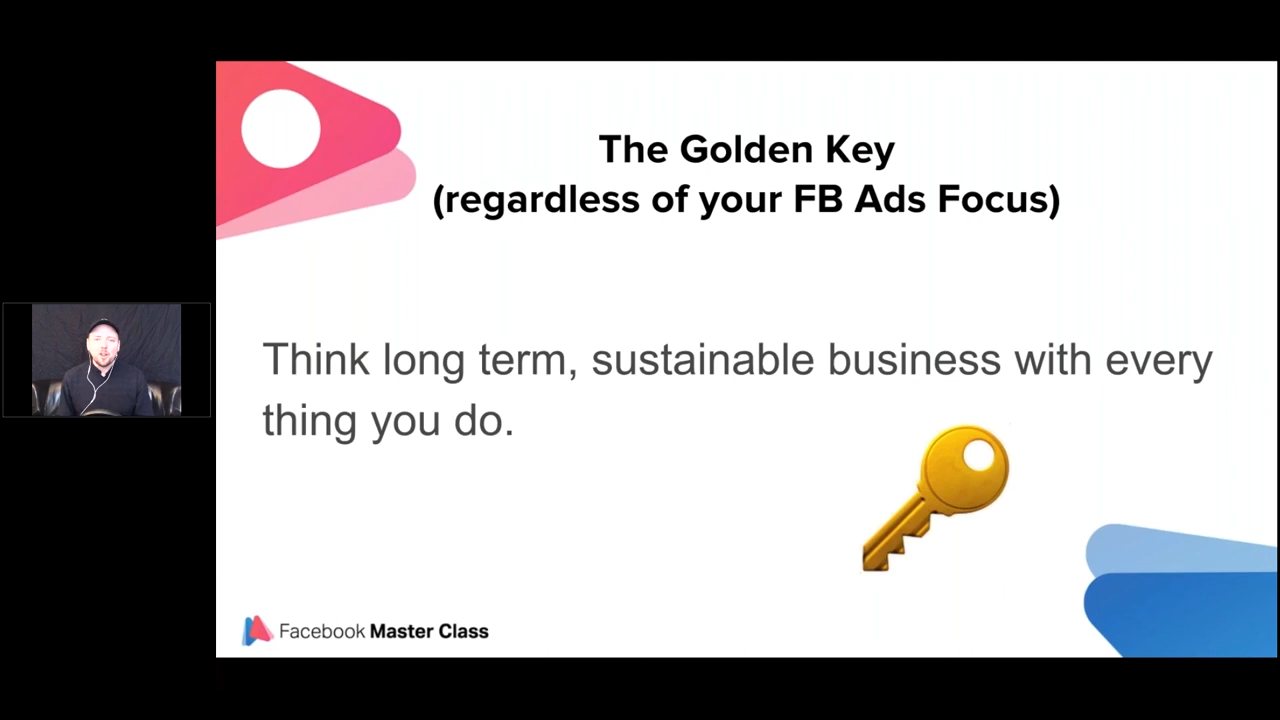 The Golden Key
(regardless of your FB Ads Focus)
Think long term, sustainable business with every
thing you do.
Facebook Master Class